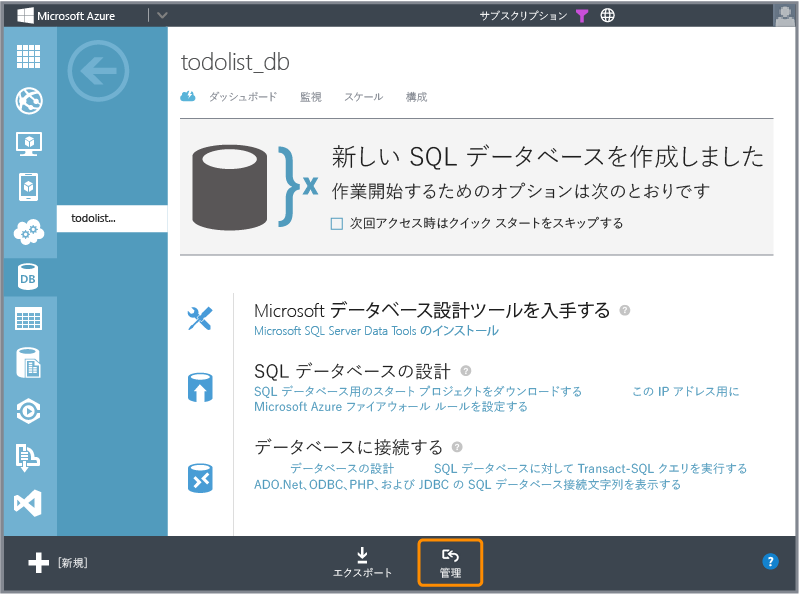 Microsoft Azure
サブスクリプション
todolist...
todolist_db
ダッシュボード 監視 スケール 構成
新しい SQL データベースを作成しました
作業開始するためのオプションは次のとおりです
次回アクセス時はクイック スタートをスキップする
Microsoft データベース設計ツールを入手する ?
Microsoft SQL Server Data Tools のインストール
SQL データベースの設計 ?
SQL データベース用のスタート プロジェクトをダウンロードする この IP アドレス用に
Microsoft Azure ファイアウォール ルールを設定する
データベースに接続する ?
データベースの設計 SQL データベースに対して Transact-SQL クエリを実行する
ADO.Net、ODBC、PHP、および JDBC の SQL データベース接続文字列を表示する
DB
[新規]
エクスポート
管理
?